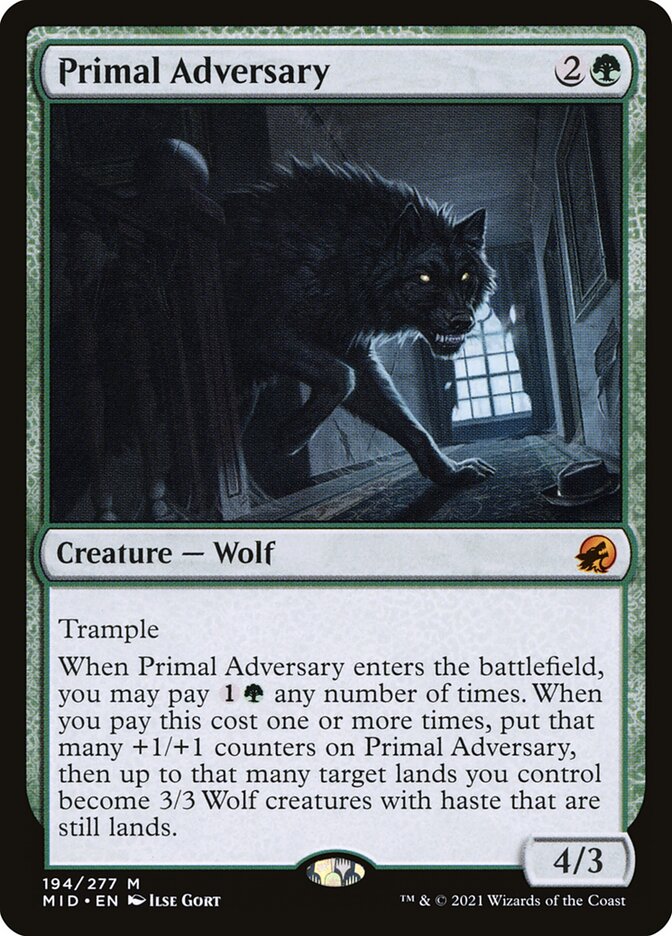 Primal Adversary 2
Creature — Wolf
Trample
When Primal Adversary enters the battlefield,
you may pay 1 any number of times. When
you pay this cost one or more times, put that
many +1/+1 counters on Primal Adversary,
then up to that many target lands you control
become 3/3 Wolf creatures with haste that are
still lands.
4/3
194/277 M
MID • EN Ilse Gort ™ & © 2021 Wizards of the Coast